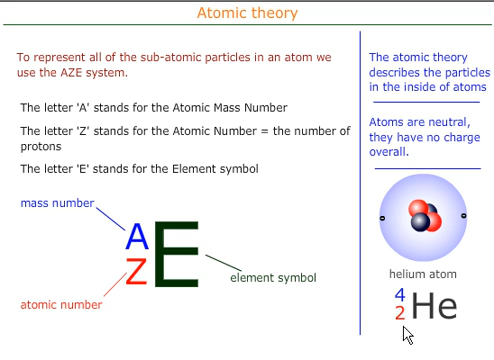 Atomic theory
To represent all of the sub-atomic particles in an atom we
use the AZE system.
The letter 'A' stands for the Atomic Mass Number
The letter 'Z' stands for the Atomic Number = the number of
protons
The letter 'E' stands for the Element symbol
mass number
A
Z
E
element symbol
atomic number
The atomic theory
describes the particles
in the inside of atoms
Atoms are neutral,
they have no charge
overall.
helium atom
4
2
He